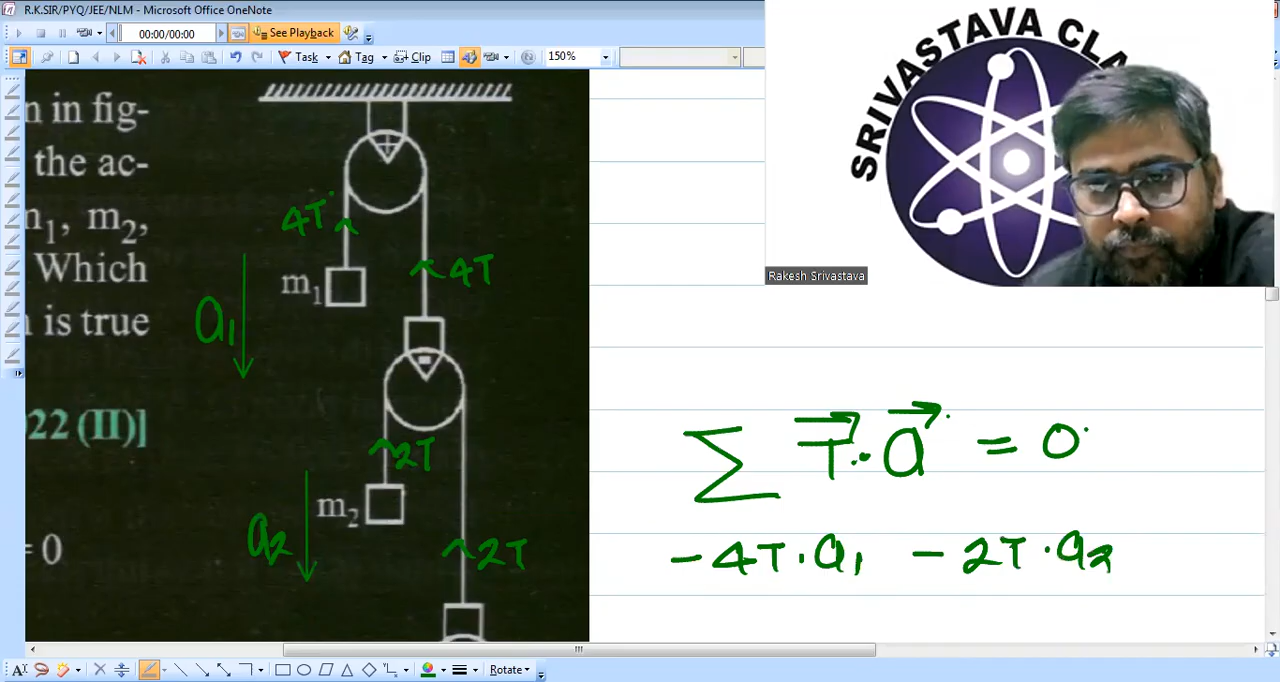 R.K.SIR/PYQ/JEE/NLM - Microsoft Office OneNote
00:00/00:00 See Playback
Task Tag Clip 150%
SRIVASTAVA CLA
Rakesh Srivastava
n in fig-
the ac-
n₁, m₂,
Which
is true
22 (II)]
= 0
4T
4T
m₁
a₁
2T
m₂
a₂
2T
∑ T⃗ · a⃗ = 0
-4T · a₁ - 2T · a₂
Rotate